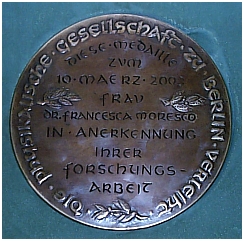 DIE PHYSIKALISCHE GESELLSCHAFT ZU BERLIN VERLEIHT
DIESE MEDAILLE
ZUM
10. MAERZ
FRAU
DR. FRANCESCA MORESCO
IN ANERKENNUNG
IHRER
FORSCHUNGS-
ARBEIT